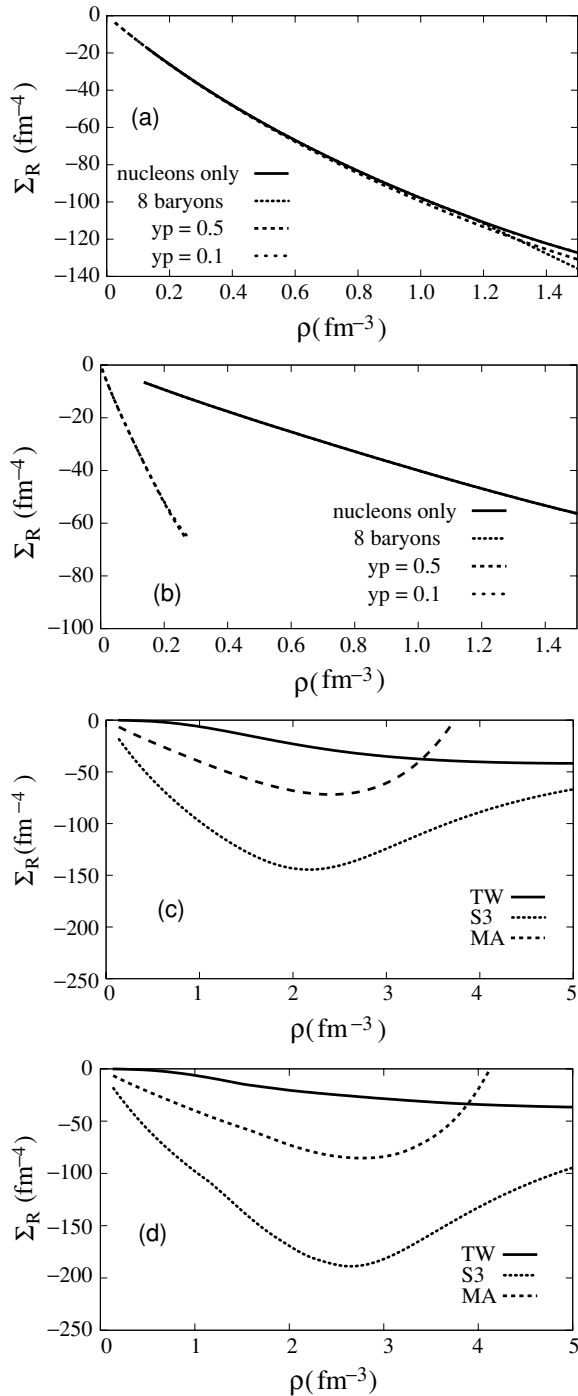 0
−20
−40
−60
−80
−100
−120
−140
Σ_R (fm⁻⁴)
(a)
nucleons only
8 baryons
yp = 0.5
yp = 0.1
0 0.2 0.4 0.6 0.8 1.0 1.2 1.4
ρ(fm⁻³)
0
−20
−40
−60
−80
−100
Σ_R (fm⁻⁴)
nucleons only
8 baryons
yp = 0.5
yp = 0.1
(b)
0 0.2 0.4 0.6 0.8 1.0 1.2 1.4
ρ(fm⁻³)
0
−50
−100
−150
−200
−250
Σ_R(fm⁻⁴)
(c)
TW
S3
MA
0 1 2 3 4 5
ρ(fm⁻³)
0
−50
−100
−150
−200
−250
Σ_R (fm⁻⁴)
(d)
TW
S3
MA
0 1 2 3 4 5
ρ(fm⁻³)